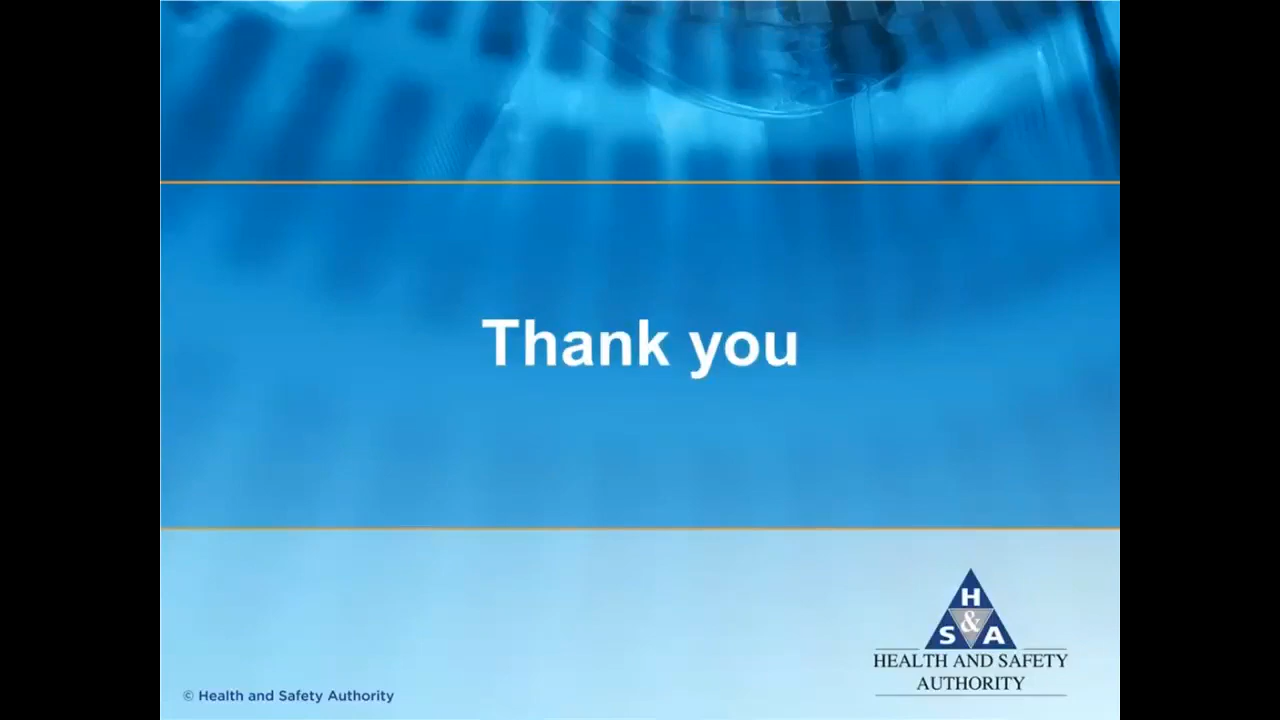 Thank you
H
&
S A
HEALTH AND SAFETY
AUTHORITY
© Health and Safety Authority